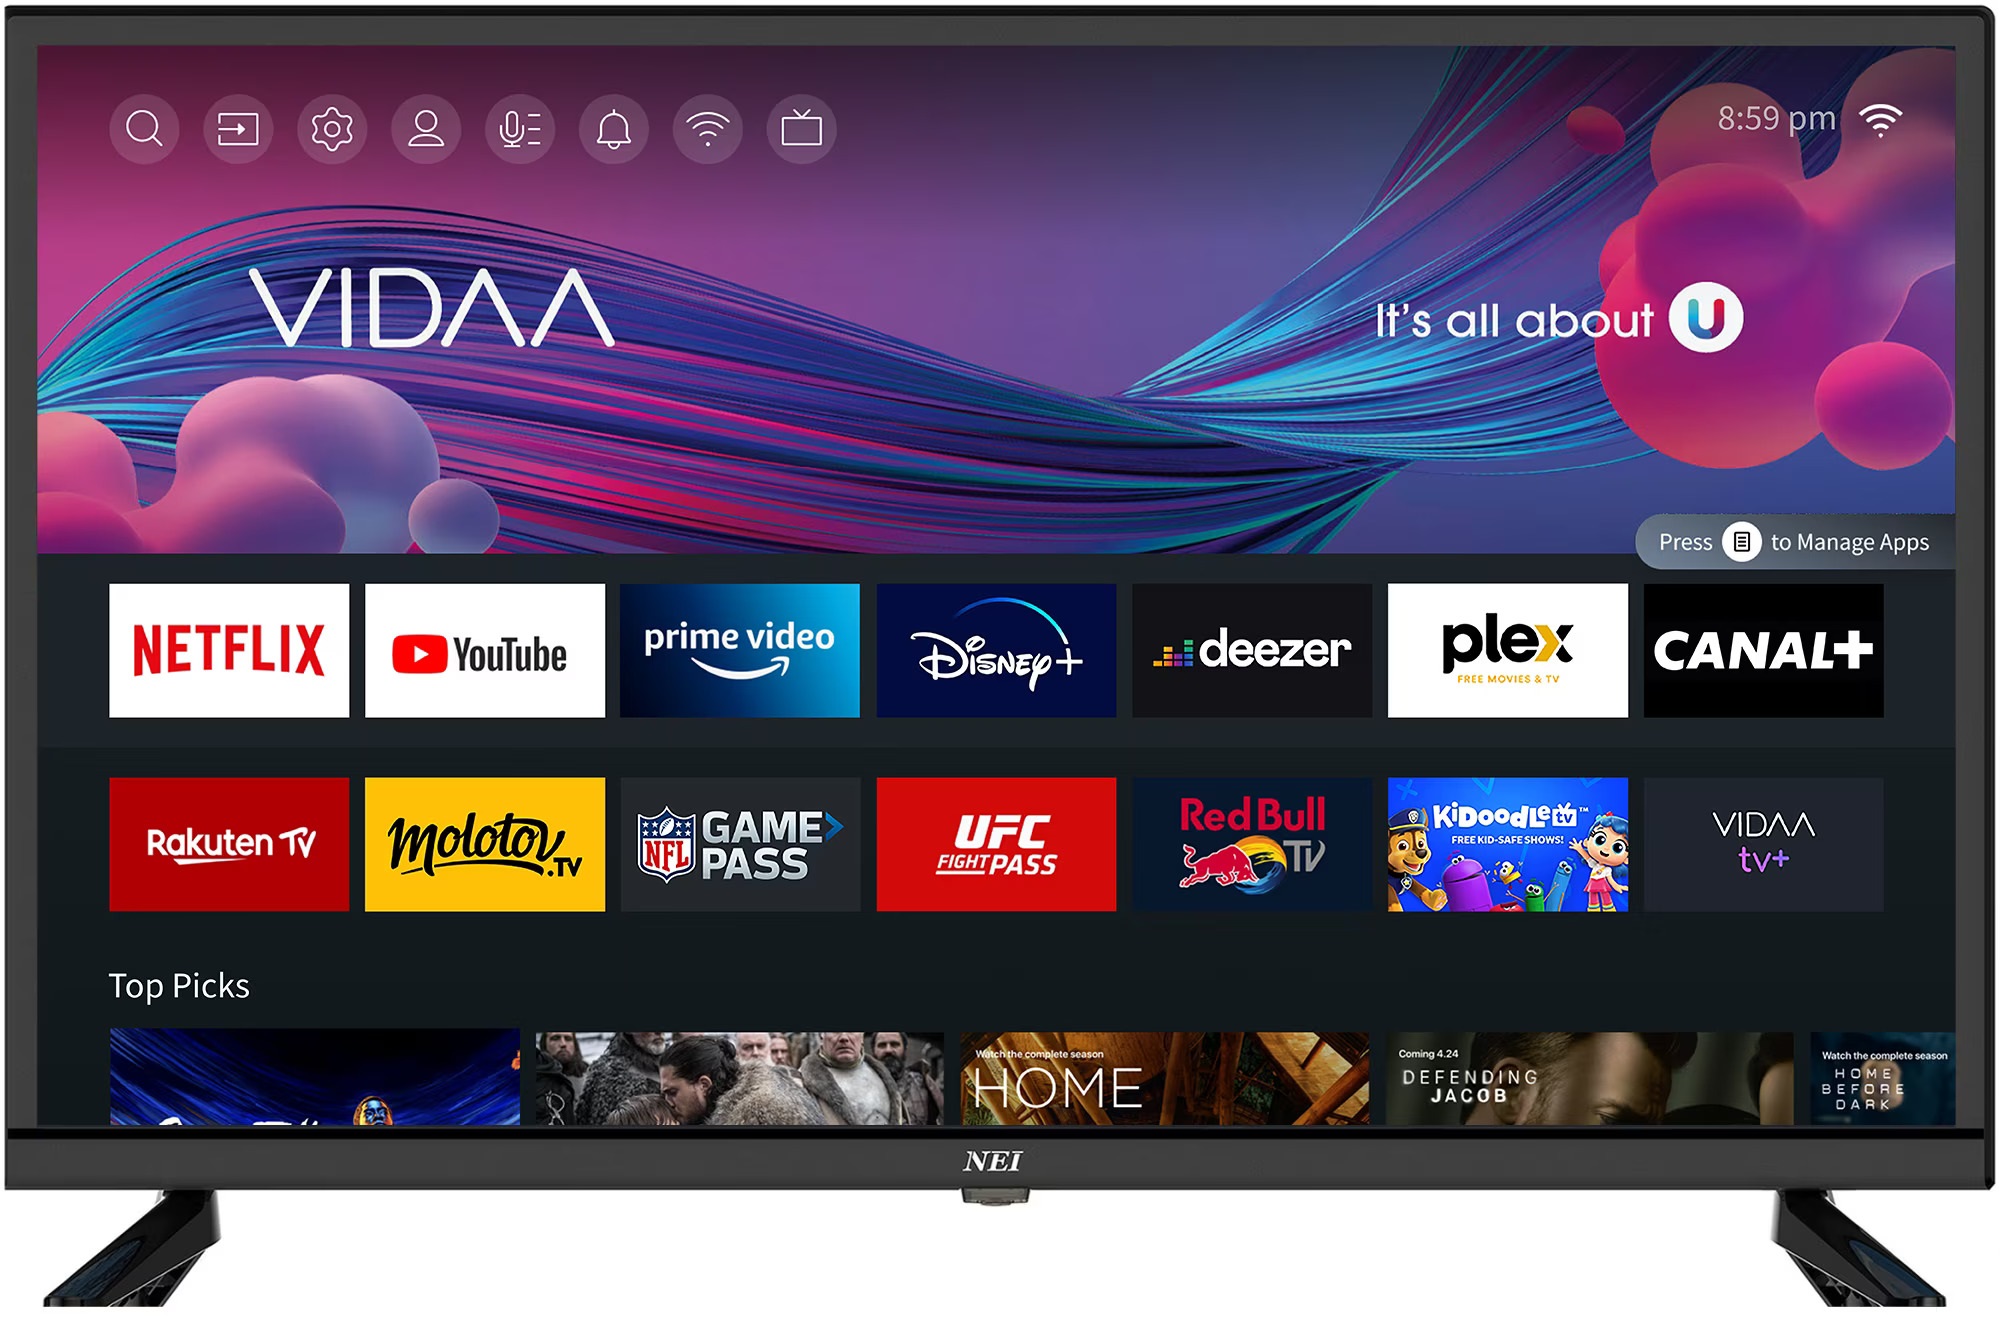 8:59 pm
VIDAA
It's all about U
Press to Manage Apps
NETFLIX
YouTube
prime video
Disney+
deezer
plex
FREE MOVIES & TV
CANAL+
Rakuten TV
molotov.TV
NFL
GAME
PASS
UFC
FIGHT PASS
Red Bull
TV
KiDoodLE tv™
FREE KID-SAFE SHOWS!
VIDAA
tv+
Top Picks
Watch the complete season
HOME
Coming 4.24
DEFENDING
JACOB
Watch the complete season
HOME
BEFORE
DARK
NEI